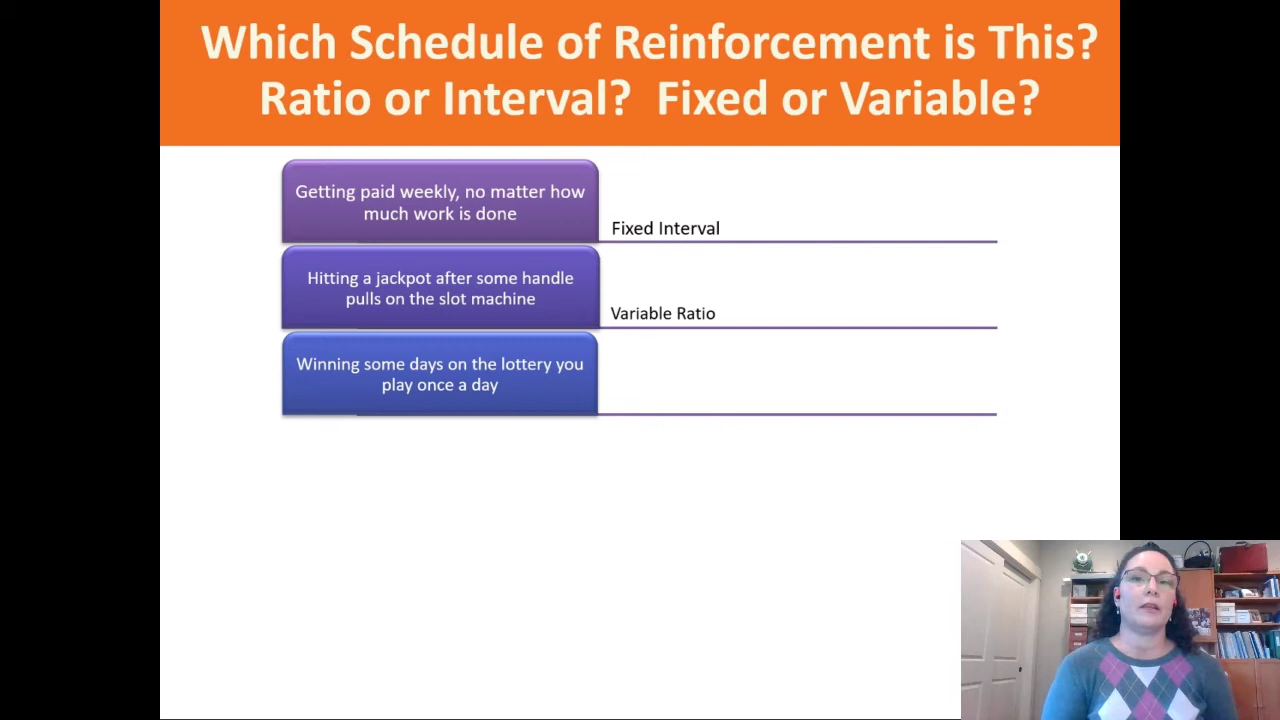 Which Schedule of Reinforcement is This?
Ratio or Interval?  Fixed or Variable?
Getting paid weekly, no matter how
much work is done
Fixed Interval
Hitting a jackpot after some handle
pulls on the slot machine
Variable Ratio
Winning some days on the lottery you
play once a day